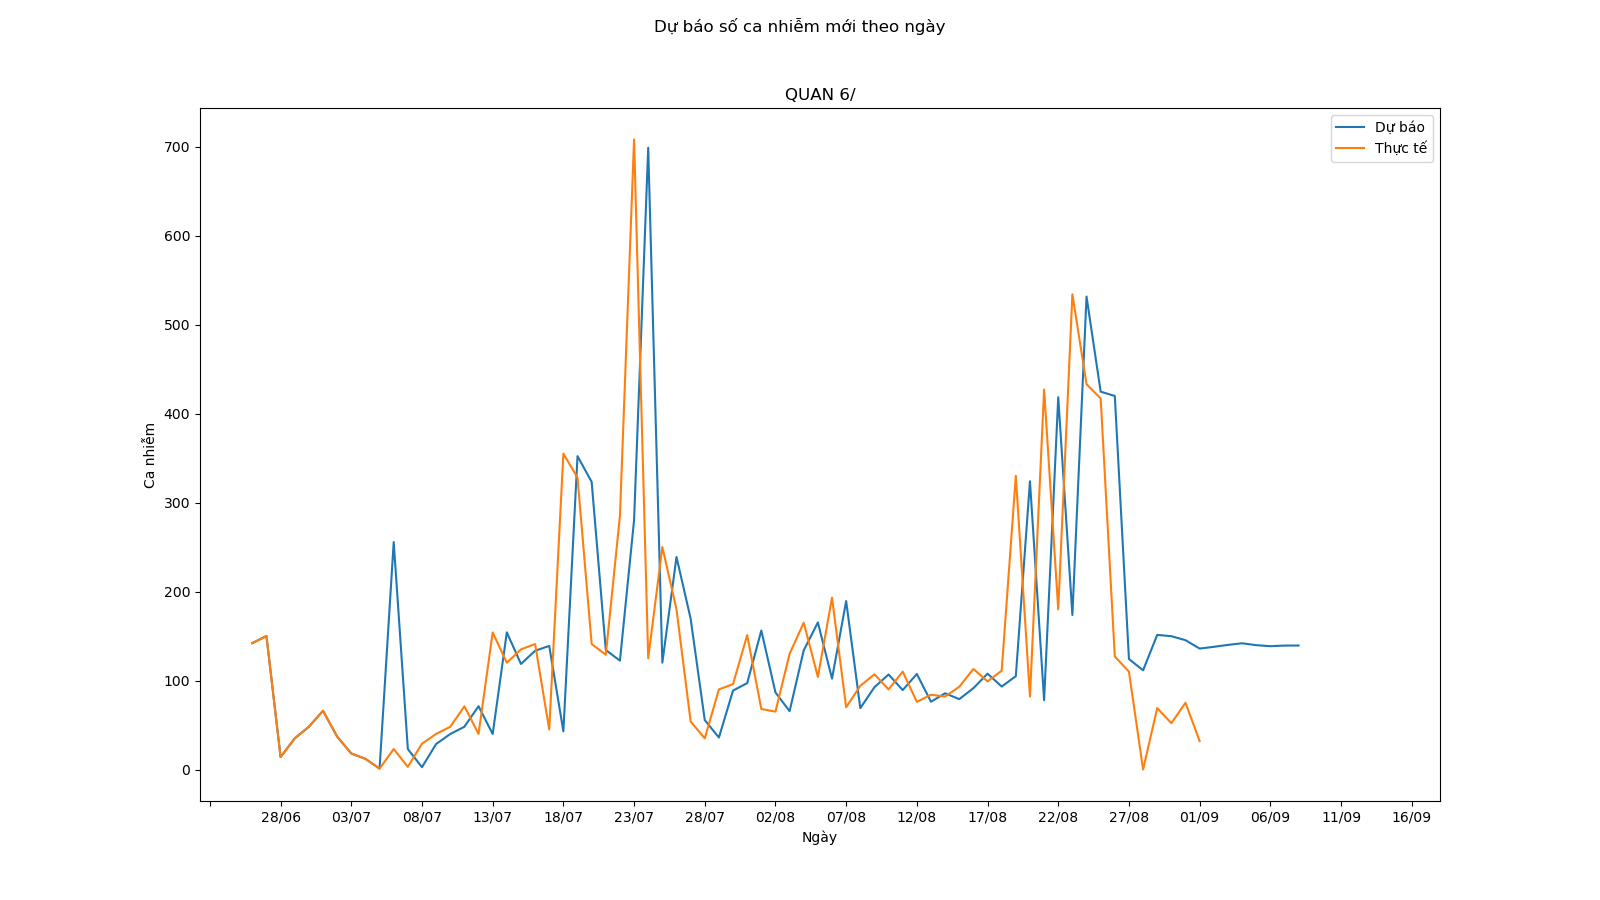 Dự báo số ca nhiễm mới theo ngày
QUAN 6/
Dự báo
Thực tế
700
600
500
400
300
200
100
0
Ca nhiễm
28/06 03/07 08/07 13/07 18/07 23/07 28/07 02/08 07/08 12/08 17/08 22/08 27/08 01/09 06/09 11/09 16/09
Ngày